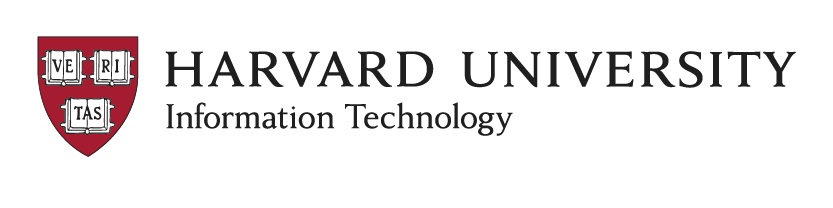 VE RI
TAS
HARVARD UNIVERSITY
Information Technology